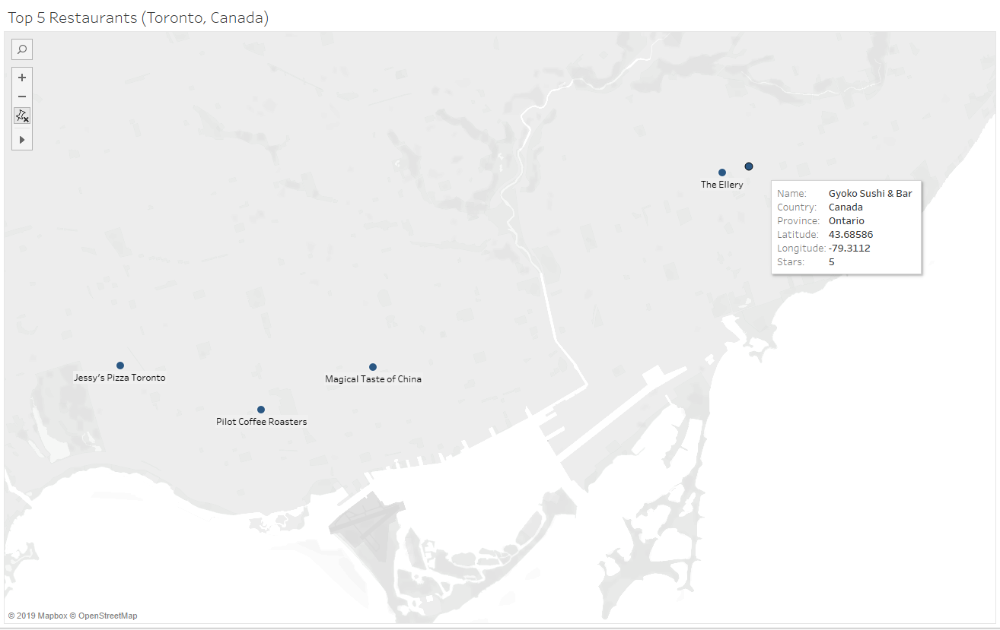 Top 5 Restaurants (Toronto, Canada)
The Ellery
Name: Gyoko Sushi & Bar
Country: Canada
Province: Ontario
Latitude: 43.68586
Longitude: -79.3112
Stars: 5
Jessy's Pizza Toronto
Magical Taste of China
Pilot Coffee Roasters
© 2019 Mapbox © OpenStreetMap